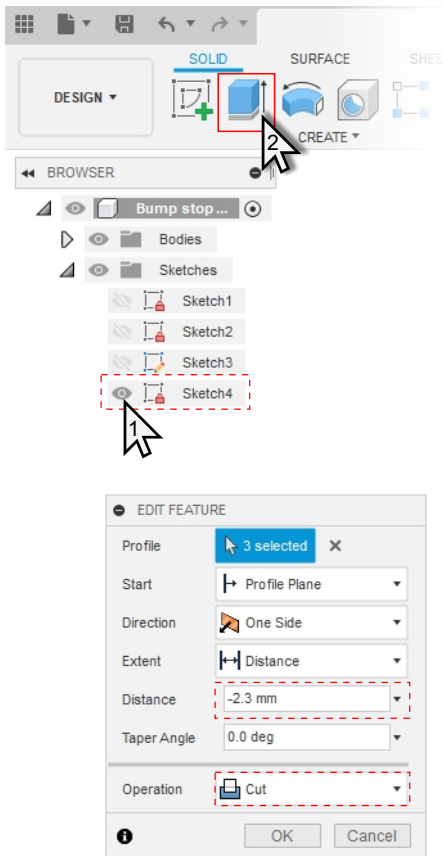 SOLID SURFACE SHEE
DESIGN
CREATE
2
BROWSER
Bump stop ...
Bodies
Sketches
Sketch1
Sketch2
Sketch3
Sketch4
1
EDIT FEATURE
Profile 3 selected
Start Profile Plane
Direction One Side
Extent Distance
Distance -2.3 mm
Taper Angle 0.0 deg
Operation Cut
OK Cancel